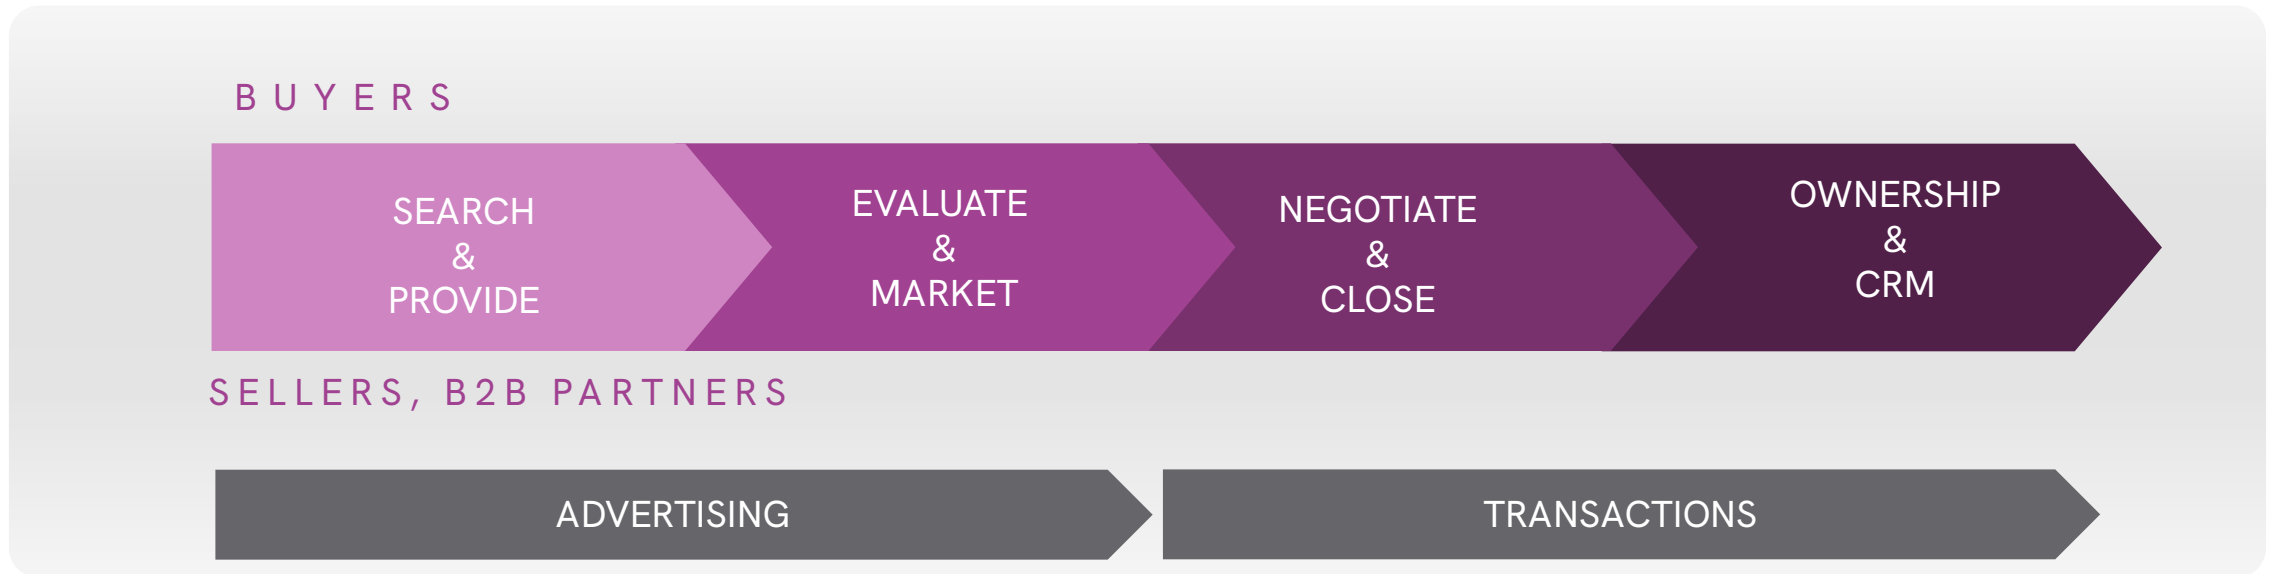 BUYERS
SEARCH
&
PROVIDE
EVALUATE
&
MARKET
NEGOTIATE
&
CLOSE
OWNERSHIP
&
CRM
SELLERS, B2B PARTNERS
ADVERTISING
TRANSACTIONS